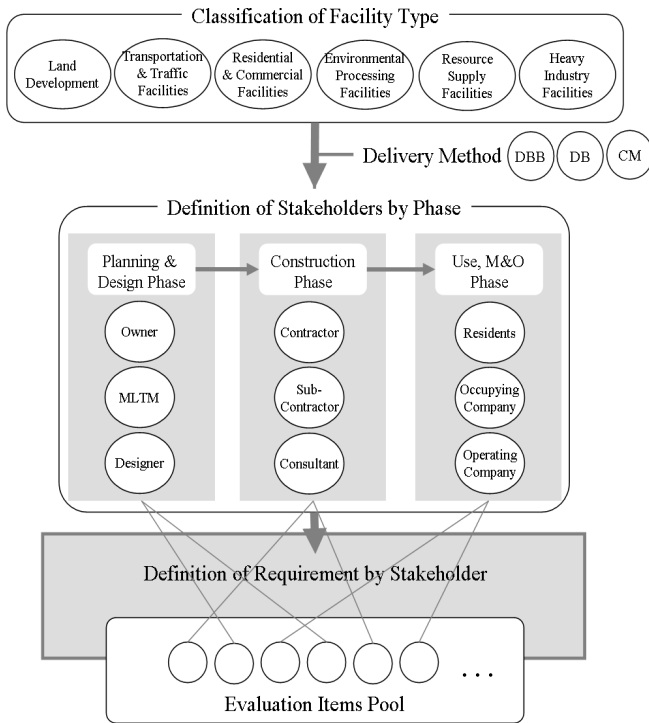 Classification of Facility Type
Land
Development
Transportation
& Traffic
Facilities
Residential
& Commercial
Facilities
Environmental
Processing
Facilities
Resource
Supply
Facilities
Heavy
Industry
Facilities
Delivery Method
DBB
DB
CM
Definition of Stakeholders by Phase
Planning &
Design Phase
Construction
Phase
Use, M&O
Phase
Owner
Contractor
Residents
MLTM
Sub-
Contractor
Occupying
Company
Designer
Consultant
Operating
Company
Definition of Requirement by Stakeholder
...
Evaluation Items Pool